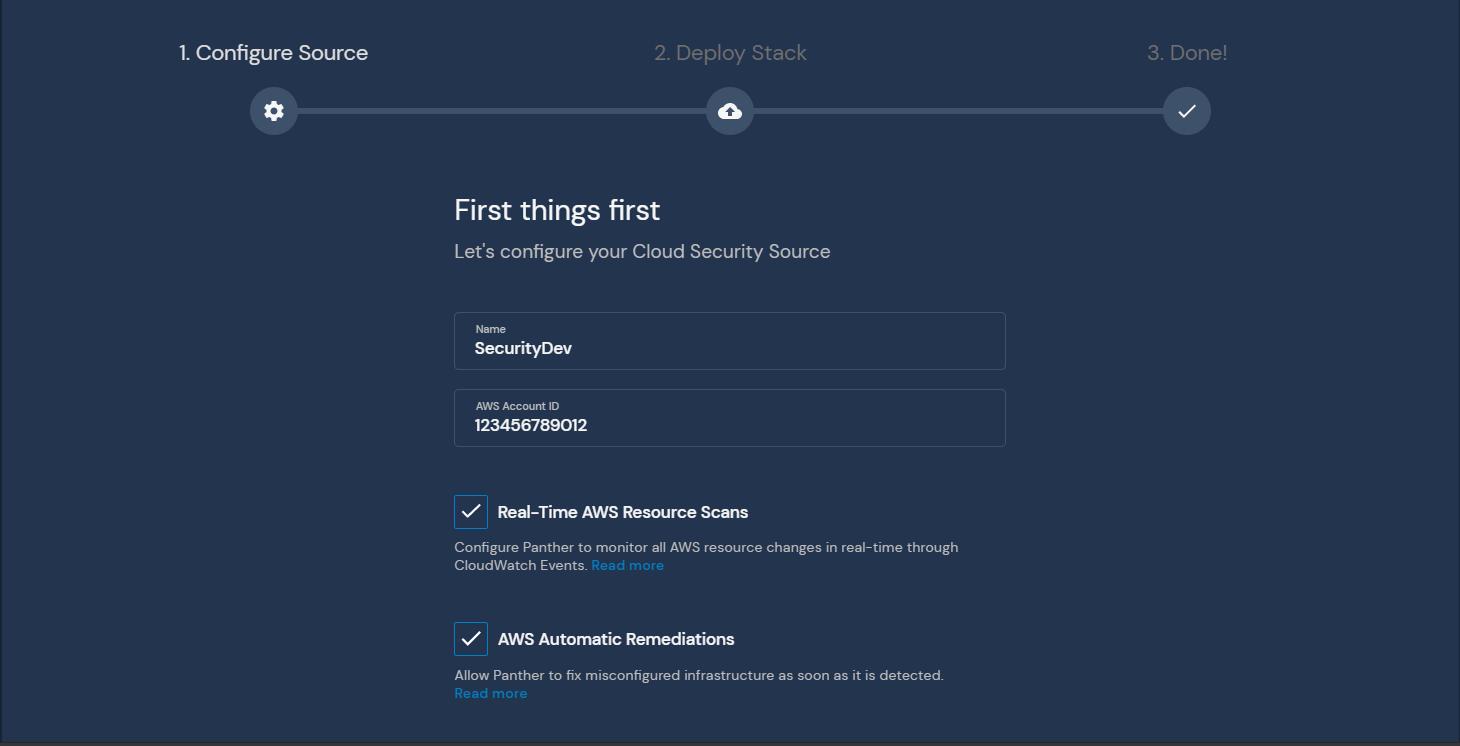 1. Configure Source
2. Deploy Stack
3. Done!
First things first
Let's configure your Cloud Security Source
Name
SecurityDev
AWS Account ID
123456789012
Real-Time AWS Resource Scans
Configure Panther to monitor all AWS resource changes in real-time through
CloudWatch Events. Read more
AWS Automatic Remediations
Allow Panther to fix misconfigured infrastructure as soon as it is detected.
Read more